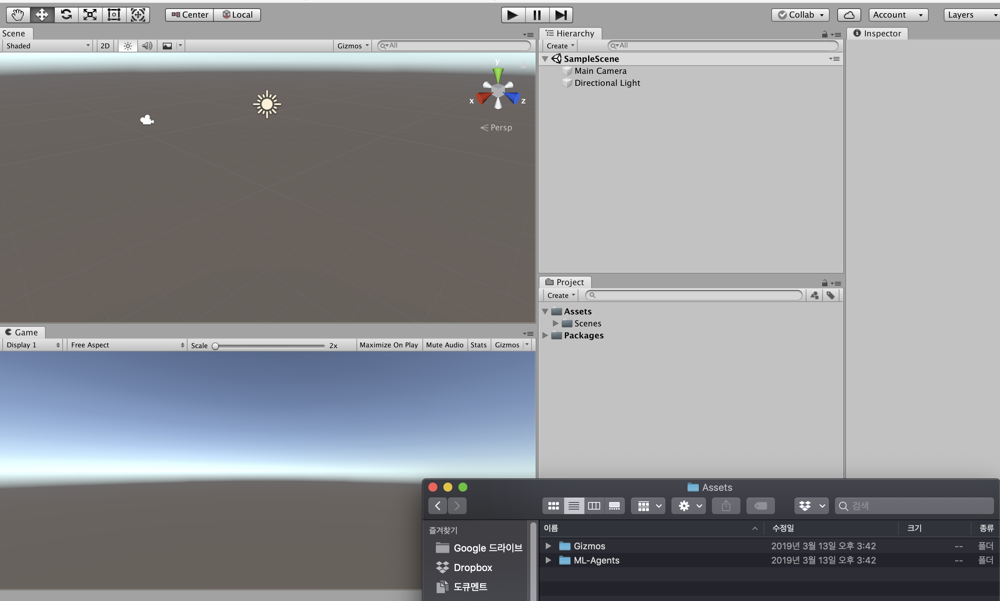 Center Local Collab Account Layers
Scene
Shaded 2D Gizmos All
y
x z
Persp
Hierarchy
Create All
SampleScene
Main Camera
Directional Light
Inspector
Project
Create
Assets
Scenes
Packages
Game
Display 1 Free Aspect Scale 2x Maximize On Play Mute Audio Stats Gizmos
Assets
검색
즐겨찾기
Google 드라이브
Dropbox
도큐멘트
이름 수정일 크기 종류
Gizmos 2019년 3월 13일 오후 3:42 -- 폴더
ML-Agents 2019년 3월 13일 오후 3:42 -- 폴더